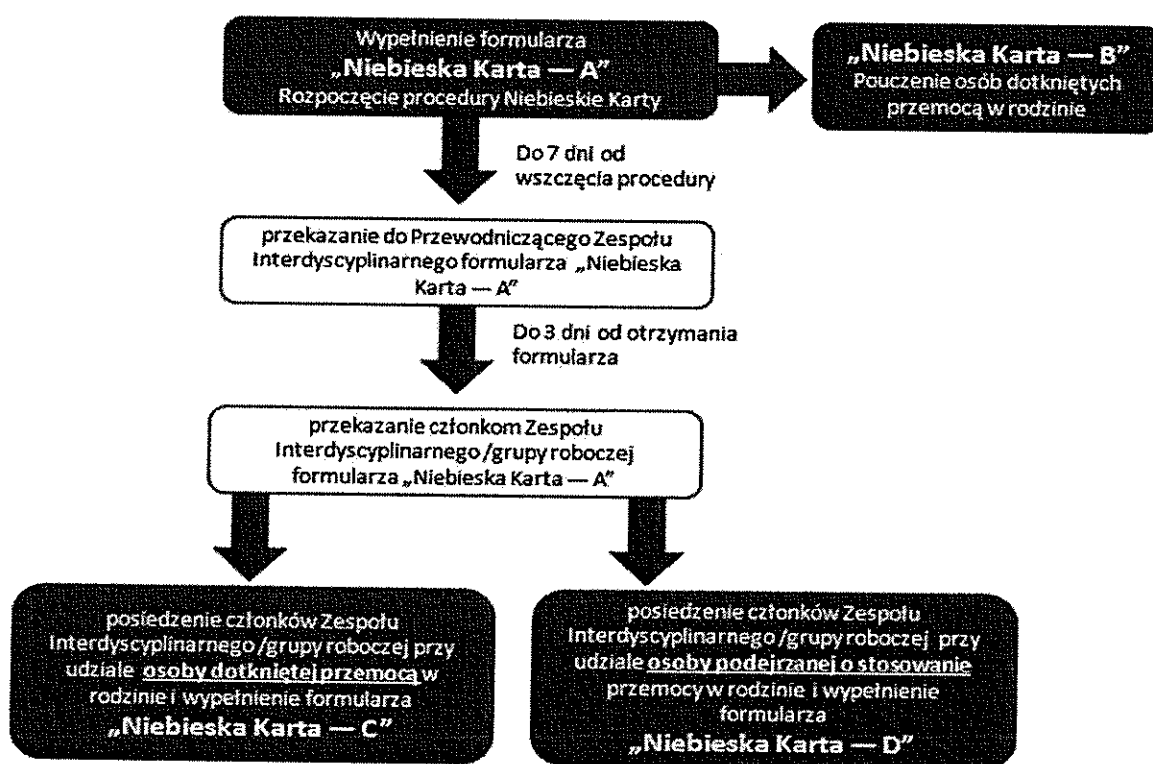 Wypełnienie formularza
„Niebieska Karta — A”
Rozpoczęcie procedury Niebieskie Karty
„Niebieska Karta — B”
Pouczenie osób dotkniętych
przemocą w rodzinie
Do 7 dni od
wszczęcia procedury
przekazanie do Przewodniczącego Zespołu
Interdyscyplinarnego formularza „Niebieska
Karta — A”
Do 3 dni od otrzymania
formularza
przekazanie członkom Zespołu
Interdyscyplinarnego /grupy roboczej
formularza „Niebieska Karta — A”
posiedzenie członków Zespołu
Interdyscyplinarnego /grupy roboczej przy
udziale osoby dotkniętej przemocą w
rodzinie i wypełnienie formularza
„Niebieska Karta — C”
posiedzenie członków Zespołu
Interdyscyplinarnego /grupy roboczej przy
udziale osoby podejrzanej o stosowanie
przemocy w rodzinie i wypełnienie
formularza
„Niebieska Karta — D”